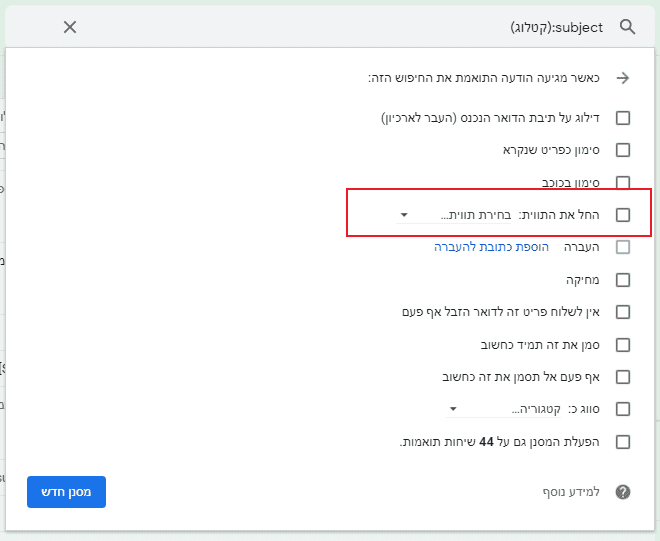 subject:(קטלוג)
כאשר מגיעה הודעה התואמת את החיפוש הזה:
דילוג על תיבת הדואר הנכנס (העבר לארכיון)
סימון כפריט שנקרא
סימון בכוכב
החל את התווית: בחירת תווית...
העברה הוספת כתובת להעברה
מחיקה
אין לשלוח פריט זה לדואר הזבל אף פעם
סמן את זה תמיד כחשוב
אף פעם אל תסמן את זה כחשוב
סווג כ: קטגוריה...
הפעלת המסנן גם על 44 שיחות תואמות.
למידע נוסף
מסנן חדש